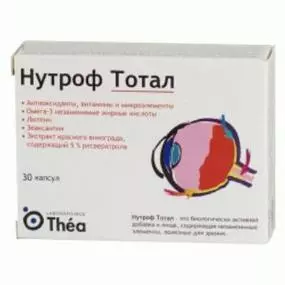 Нутроф Тотал
• Антиоксиданты, витамины и микроэлементы
• Омега-3 незаменимые жирные кислоты
• Лютеин
• Зеаксантин
• Экстракт красного винограда,
содержащий 5 % ресвератрола
30 капсул
LABORATOIRES
Théa
Нутроф Тотал - это биологически активная
добавка к пище, содержащая незаменимые
элементы, полезные для зрения.